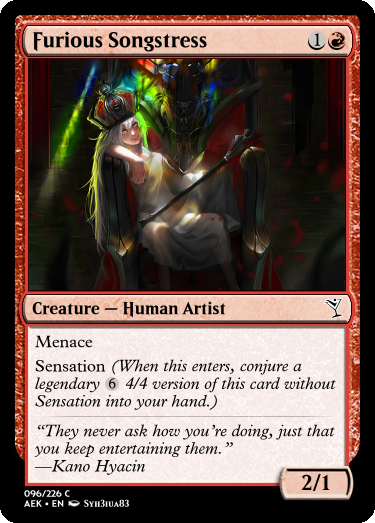 Furious Songstress 1
Creature — Human Artist
Menace
Sensation (When this enters, conjure a
legendary 6 4/4 version of this card without
Sensation into your hand.)
“They never ask how you’re doing, just that
you keep entertaining them.”
—Kano Hyacin
2/1
096/226 C
AEK • EN Syh3iua83